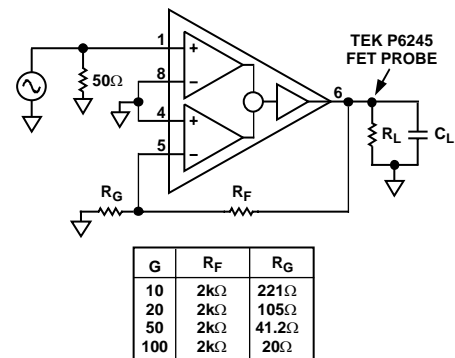 TEK P6245
FET PROBE
1
+
50Ω
8
−
6
4
+
5
−
R_L
C_L
R_G
R_F
G R_F R_G
10 2kΩ 221Ω
20 2kΩ 105Ω
50 2kΩ 41.2Ω
100 2kΩ 20Ω